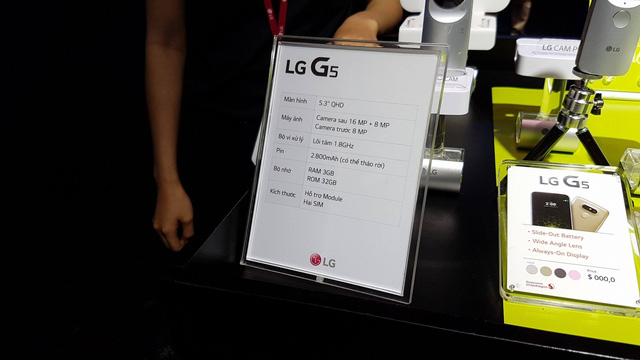 LG G5
Màn hình 5.3" QHD
Máy ảnh Camera sau 16 MP + 8 MP
Camera trước 8 MP
Bộ vi xử lý Lõi tám 1.8GHz
Pin 2.800mAh (có thể tháo rời)
Bộ nhớ RAM 3GB
ROM 32GB
Kích thước Hỗ trợ Module
Hai SIM
LG
LG CAM
CAM
G
LG
LG G5
• Slide-Out Battery
• Wide Angle Lens
• Always-On Display
$ 000,0